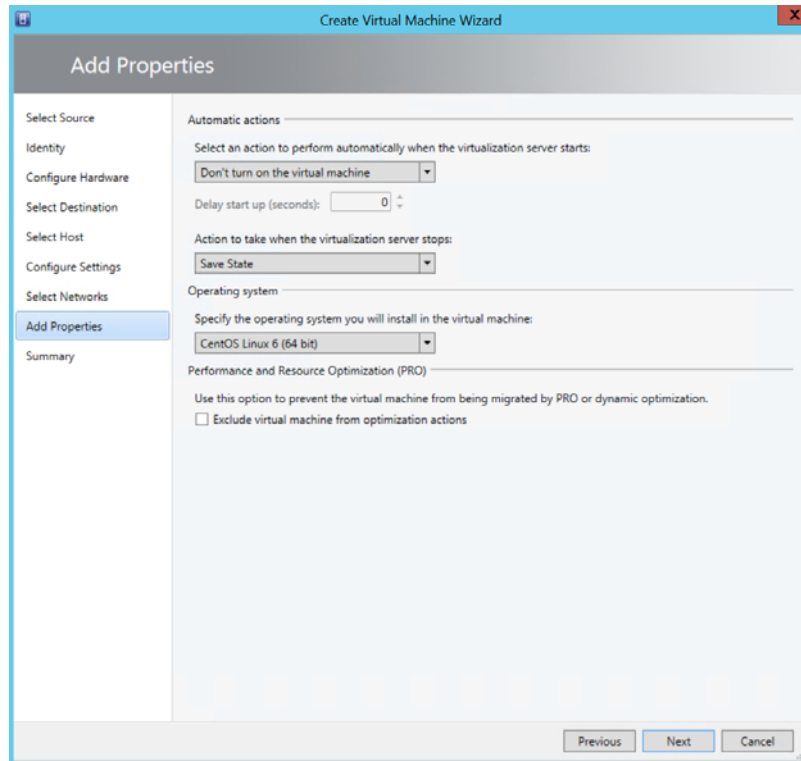 Create Virtual Machine Wizard
X
Add Properties
Select Source
Identity
Configure Hardware
Select Destination
Select Host
Configure Settings
Select Networks
Add Properties
Summary
Automatic actions
Select an action to perform automatically when the virtualization server starts:
Don't turn on the virtual machine
Delay start up (seconds): 0
Action to take when the virtualization server stops:
Save State
Operating system
Specify the operating system you will install in the virtual machine:
CentOS Linux 6 (64 bit)
Performance and Resource Optimization (PRO)
Use this option to prevent the virtual machine from being migrated by PRO or dynamic optimization.
Exclude virtual machine from optimization actions
Previous Next Cancel